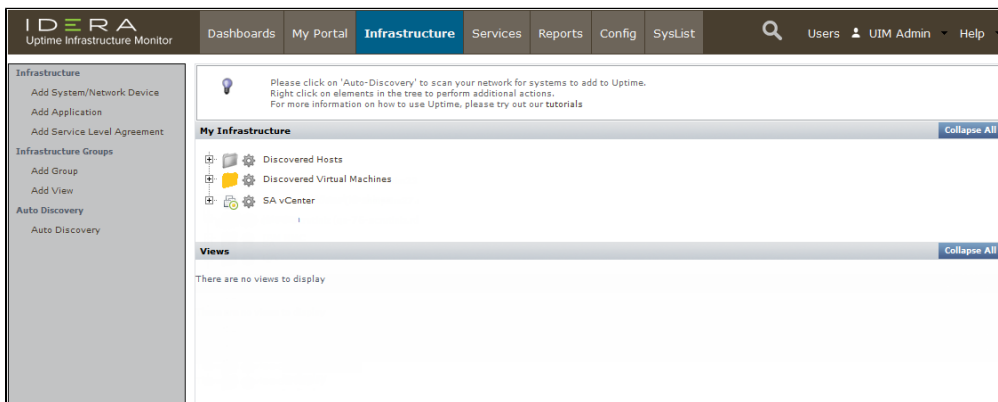 IDERA
Uptime Infrastructure Monitor
Dashboards My Portal Infrastructure Services Reports Config SysList Users UIM Admin Help
Infrastructure
Add System/Network Device
Add Application
Add Service Level Agreement
Infrastructure Groups
Add Group
Add View
Auto Discovery
Auto Discovery
Please click on 'Auto-Discovery' to scan your network for systems to add to Uptime.
Right click on elements in the tree to perform additional actions.
For more information on how to use Uptime, please try out our tutorials
My Infrastructure Collapse All
Discovered Hosts
Discovered Virtual Machines
SA vCenter
Views Collapse All
There are no views to display